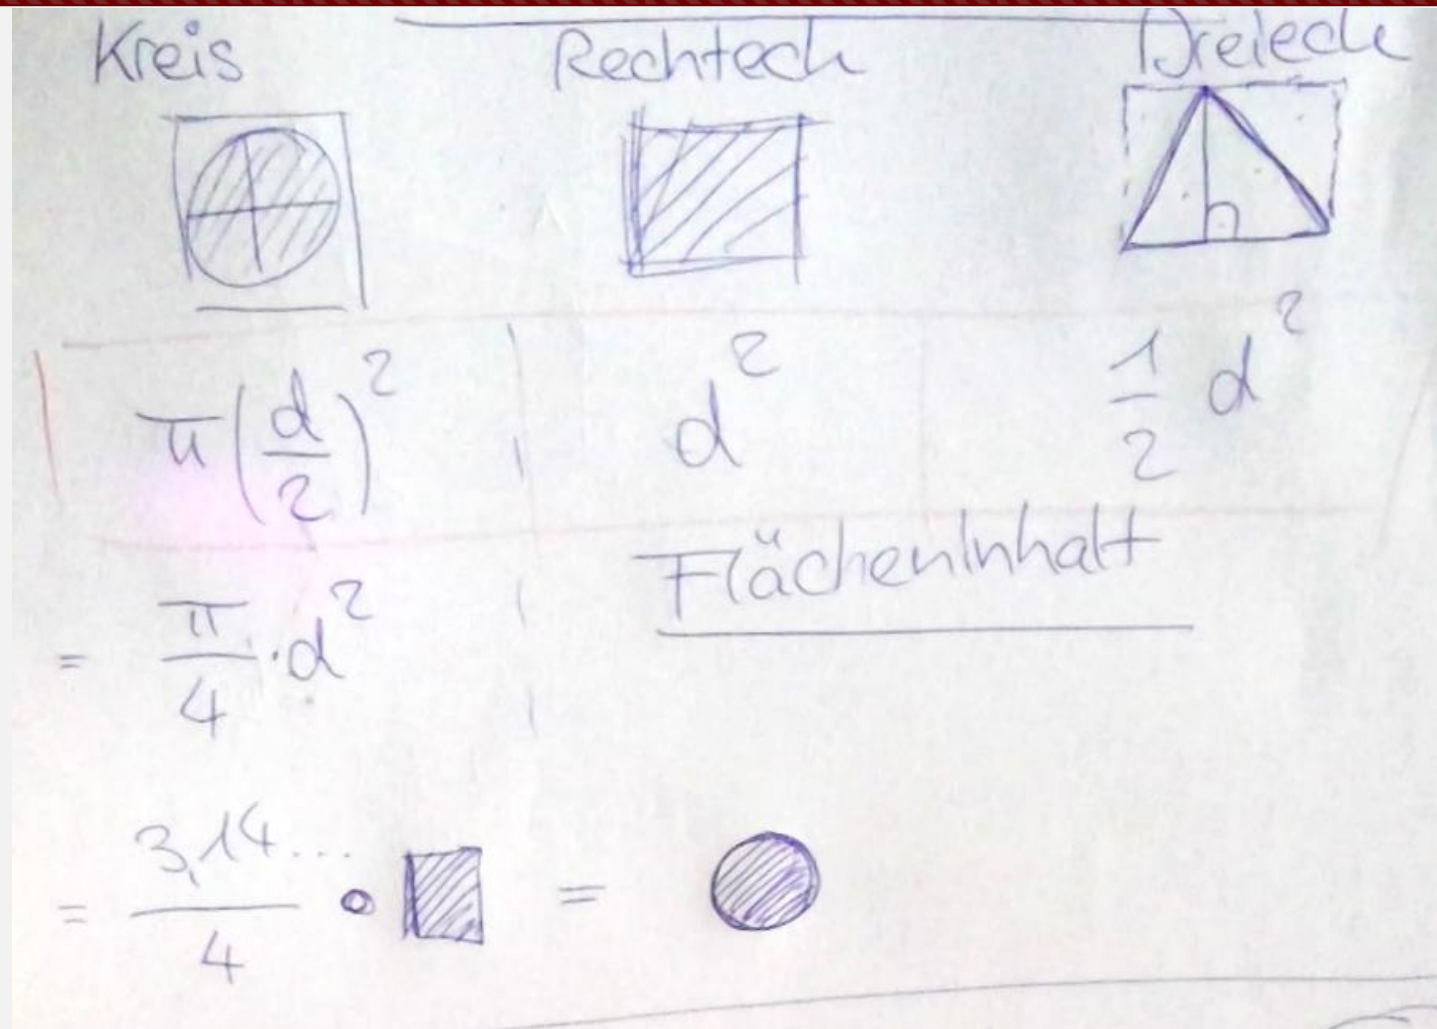 Kreis Rechteck Dreieck
π(d/2)² d² 1/2 d²
Flächeninhalt
= π/4 · d²
= 3,14.../4 · =